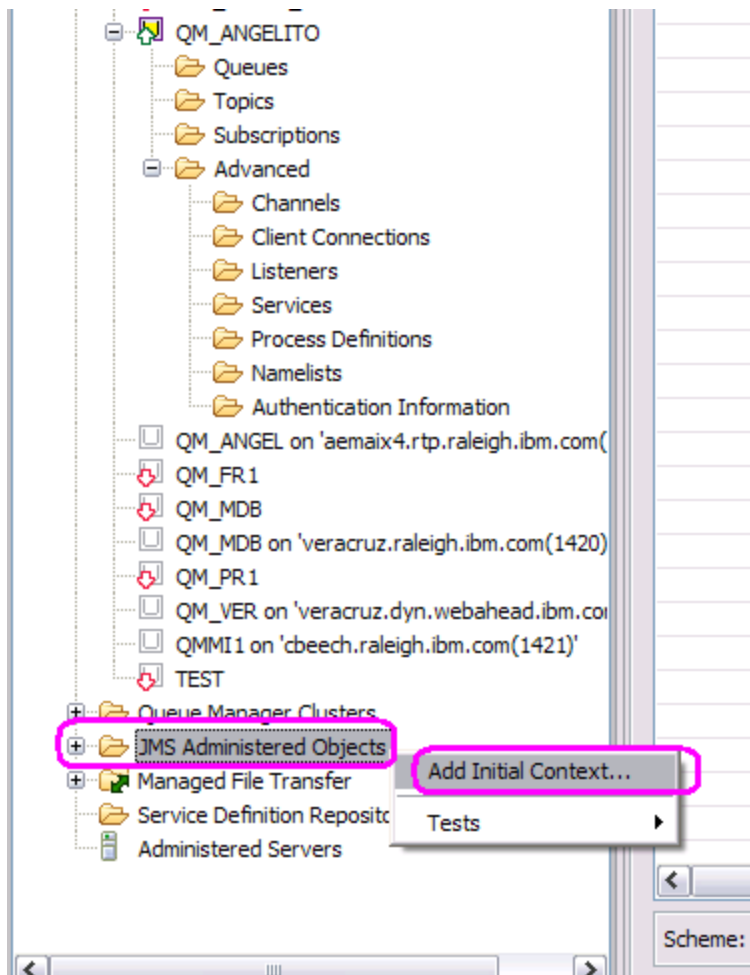 QM_ANGELITO
Queues
Topics
Subscriptions
Advanced
Channels
Client Connections
Listeners
Services
Process Definitions
Namelists
Authentication Information
QM_ANGEL on 'aemaix4.rtp.raleigh.ibm.com(
QM_FR1
QM_MDB
QM_MDB on 'veracruz.raleigh.ibm.com(1420)
QM_PR1
QM_VER on 'veracruz.dyn.webahead.ibm.co
QMMI1 on 'cbeech.raleigh.ibm.com(1421)'
TEST
Queue Manager Clusters
JMS Administered Objects
Add Initial Context...
Managed File Transfer
Service Definition Reposito
Tests
Administered Servers
Scheme: